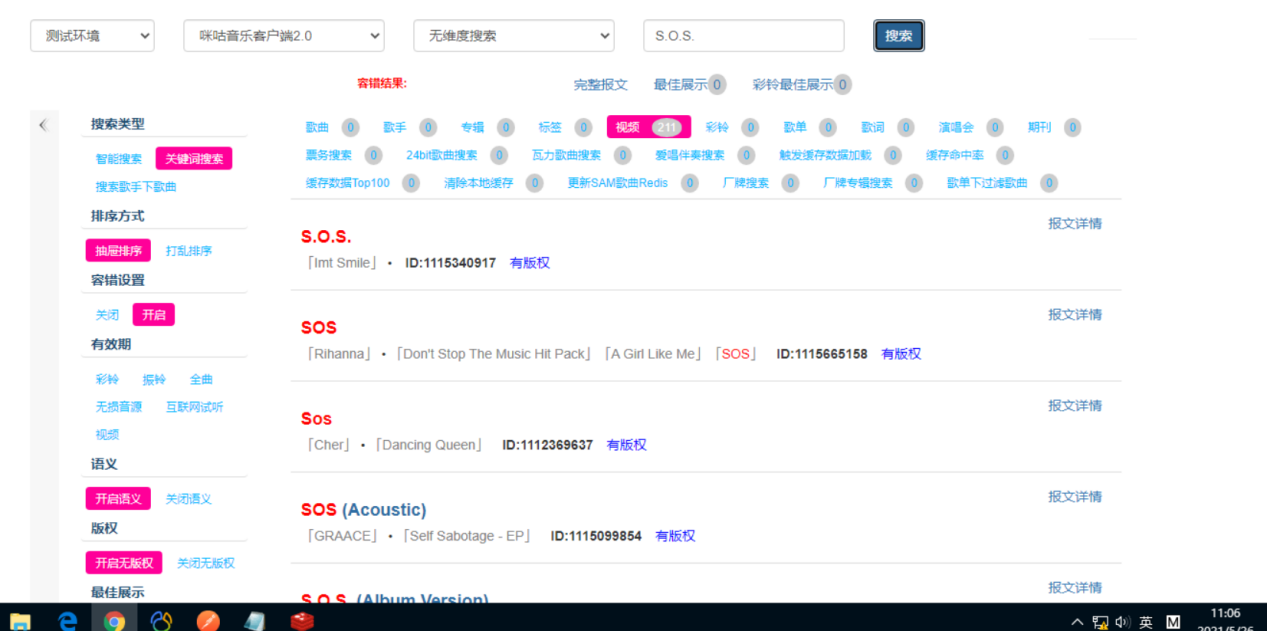 测试环境 咪咕音乐客户端2.0 无维度搜索 S.O.S. 搜索
容错结果: 完整报文 最佳展示 0 彩铃最佳展示 0
搜索类型
智能搜索 关键词搜索
搜索歌手下歌曲
排序方式
抽屉排序 打乱排序
容错设置
关闭 开启
有效期
彩铃 振铃 全曲
无损音源 互联网试听
视频
语义
开启语义 关闭语义
版权
开启无版权 关闭无版权
最佳展示
歌曲 0 歌手 0 专辑 0 标签 0 视频 211 彩铃 0 歌单 0 歌词 0 演唱会 0 期刊 0
票务搜索 0 24bit歌曲搜索 0 瓦力歌曲搜索 0 爱唱伴奏搜索 0 触发缓存数据加载 0 缓存命中率 0
缓存数据Top100 0 清除本地缓存 0 更新SAM歌曲Redis 0 厂牌搜索 0 厂牌专辑搜索 0 歌单下过滤歌曲 0
报文详情
S.O.S.
「Imt Smile」 • ID:1115340917 有版权
报文详情
SOS
「Rihanna」 • 「Don't Stop The Music Hit Pack」 「A Girl Like Me」 「SOS」 ID:1115665158 有版权
报文详情
Sos
「Cher」 • 「Dancing Queen」 ID:1112369637 有版权
报文详情
SOS (Acoustic)
「GRAACE」 • 「Self Sabotage - EP」 ID:1115099854 有版权
报文详情
S.O.S. (Album Version)
英 M 11:06
2021/5/26